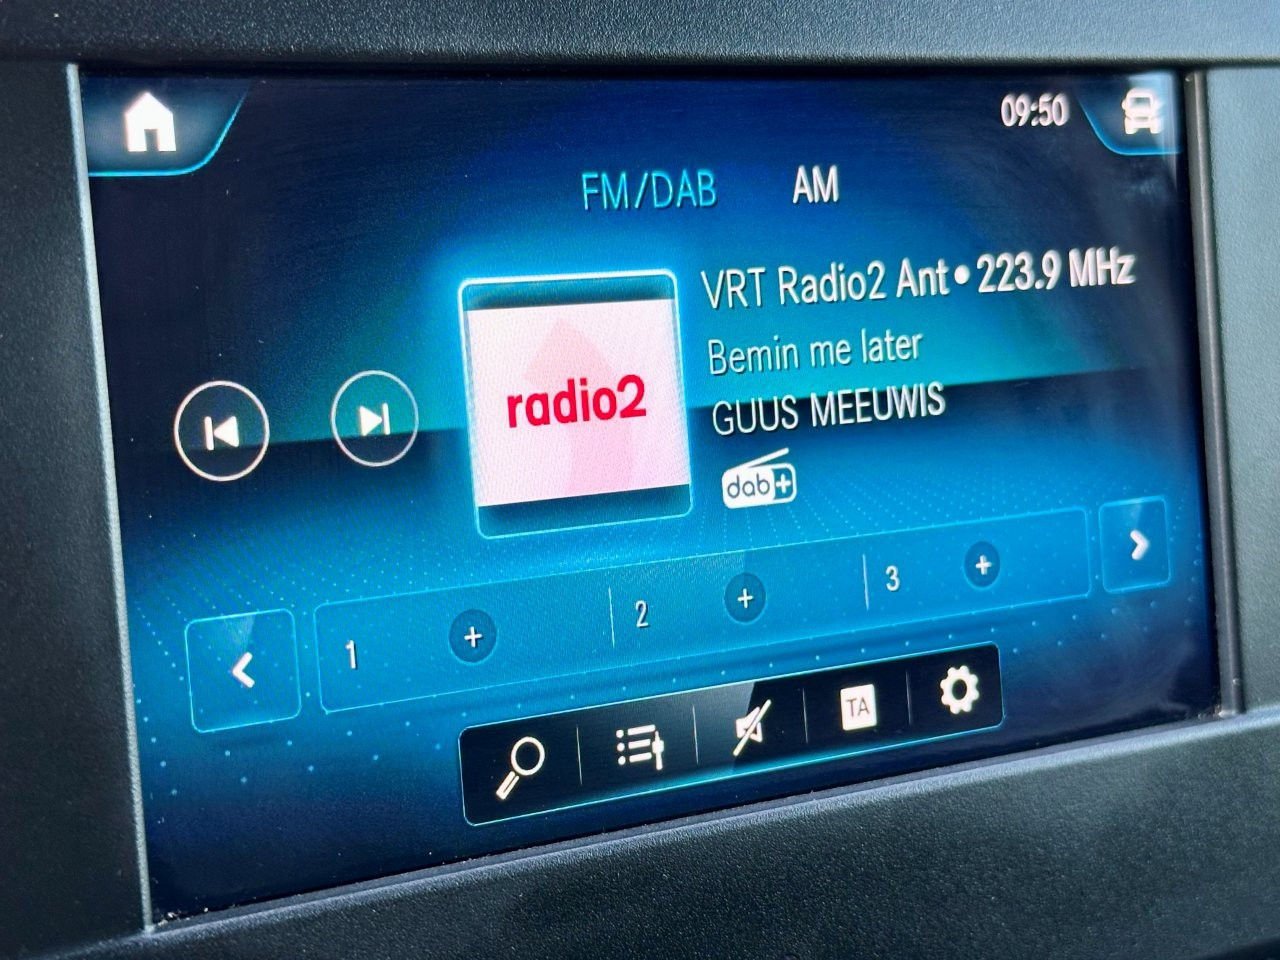 09:50
FM/DAB AM
VRT Radio2 Ant • 223.9 MHz
Bemin me later
GUUS MEEUWIS
radio2
dab+
1 + 2 + 3 +
TA